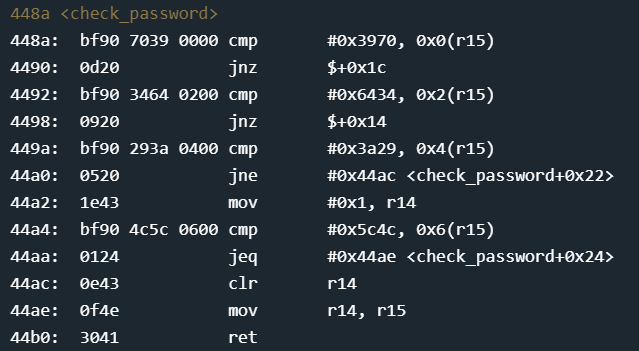 448a <check_password>
448a:  bf90 7039 0000 cmp      #0x3970, 0x0(r15)
4490:  0d20           jnz      $+0x1c
4492:  bf90 3464 0200 cmp      #0x6434, 0x2(r15)
4498:  0920           jnz      $+0x14
449a:  bf90 293a 0400 cmp      #0x3a29, 0x4(r15)
44a0:  0520           jne      #0x44ac <check_password+0x22>
44a2:  1e43           mov      #0x1, r14
44a4:  bf90 4c5c 0600 cmp      #0x5c4c, 0x6(r15)
44aa:  0124           jeq      #0x44ae <check_password+0x24>
44ac:  0e43           clr      r14
44ae:  0f4e           mov      r14, r15
44b0:  3041           ret